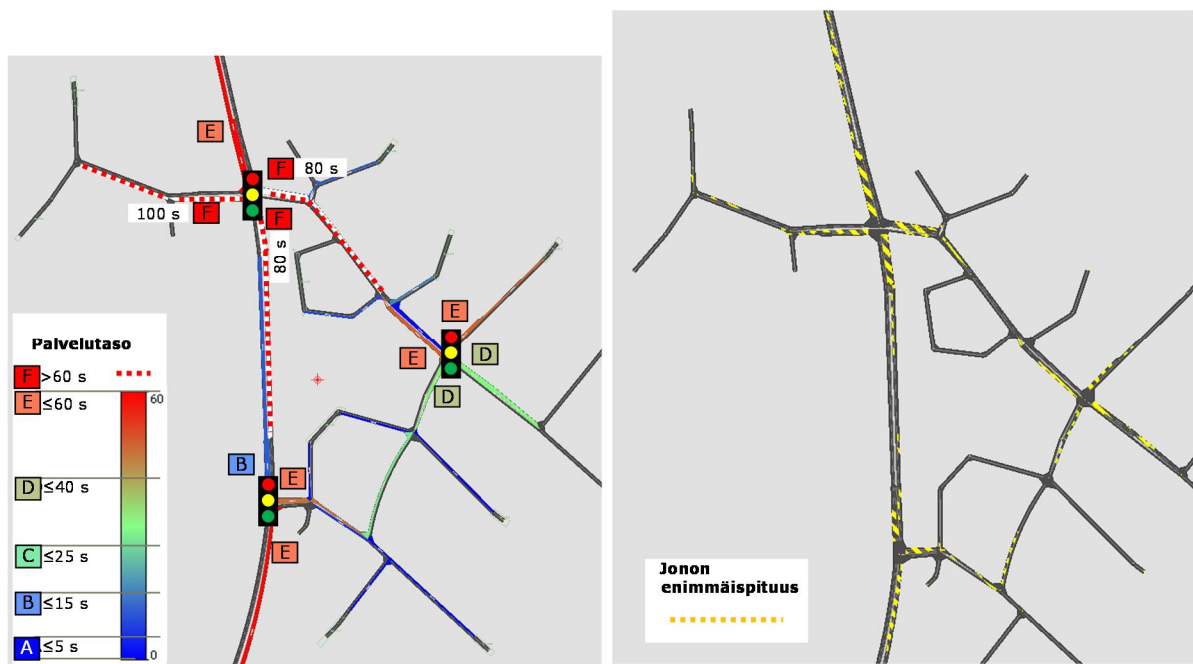 E
F 80 s
100 s F
F
80 s
E
E
D
D
B
E
E
Palvelutaso
F >60 s
E ≤60 s
60
D ≤40 s
C ≤25 s
B ≤15 s
A ≤5 s
0
Jonon
enimmäispituus